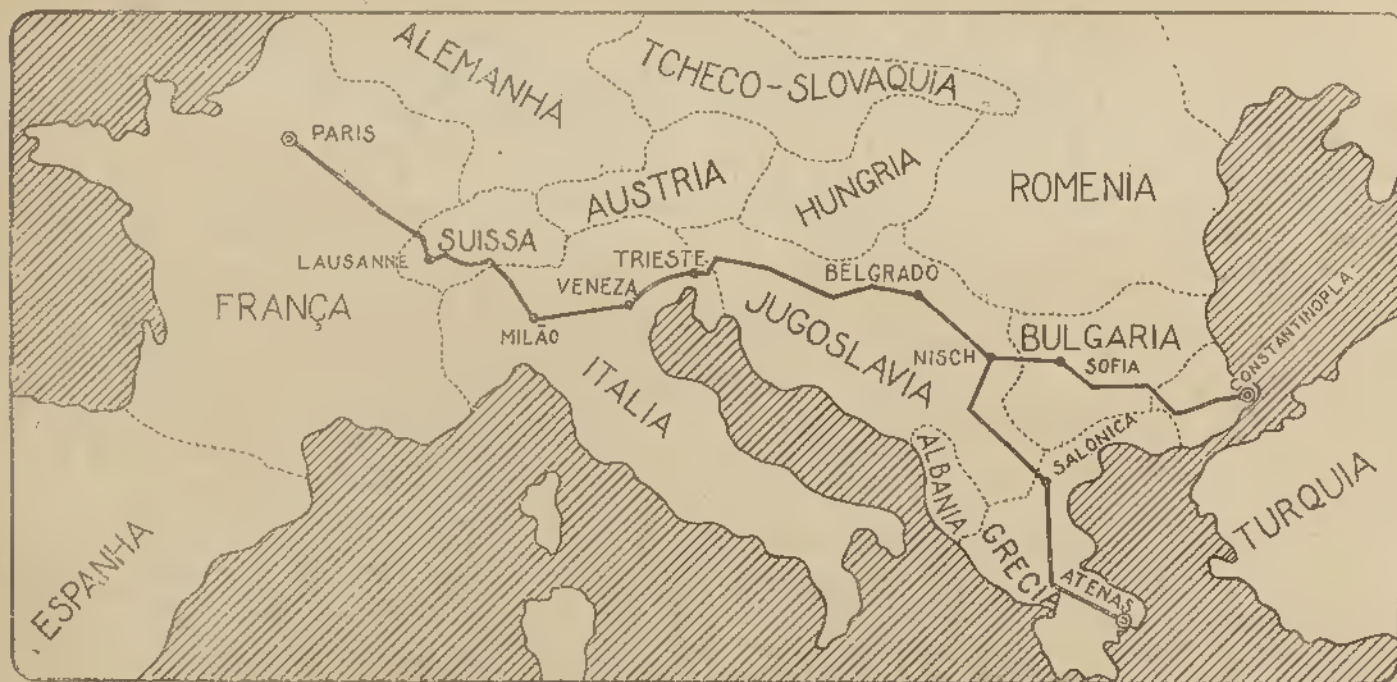 ALEMANHA
TCHECO-SLOVAQUIA
PARIS
AUSTRIA
HUNGRIA
ROMENIA
LAUSANNE
SUISSA
TRIESTE
BELGRADO
VENEZA
FRANÇA
MILÃO
JUGOSLAVIA
NISCH
BULGARIA
SOFIA
CONSTANTINOPLA
ITALIA
SALONICA
ALBANIA
TURQUIA
GRECIA
ATENAS
ESPANHA